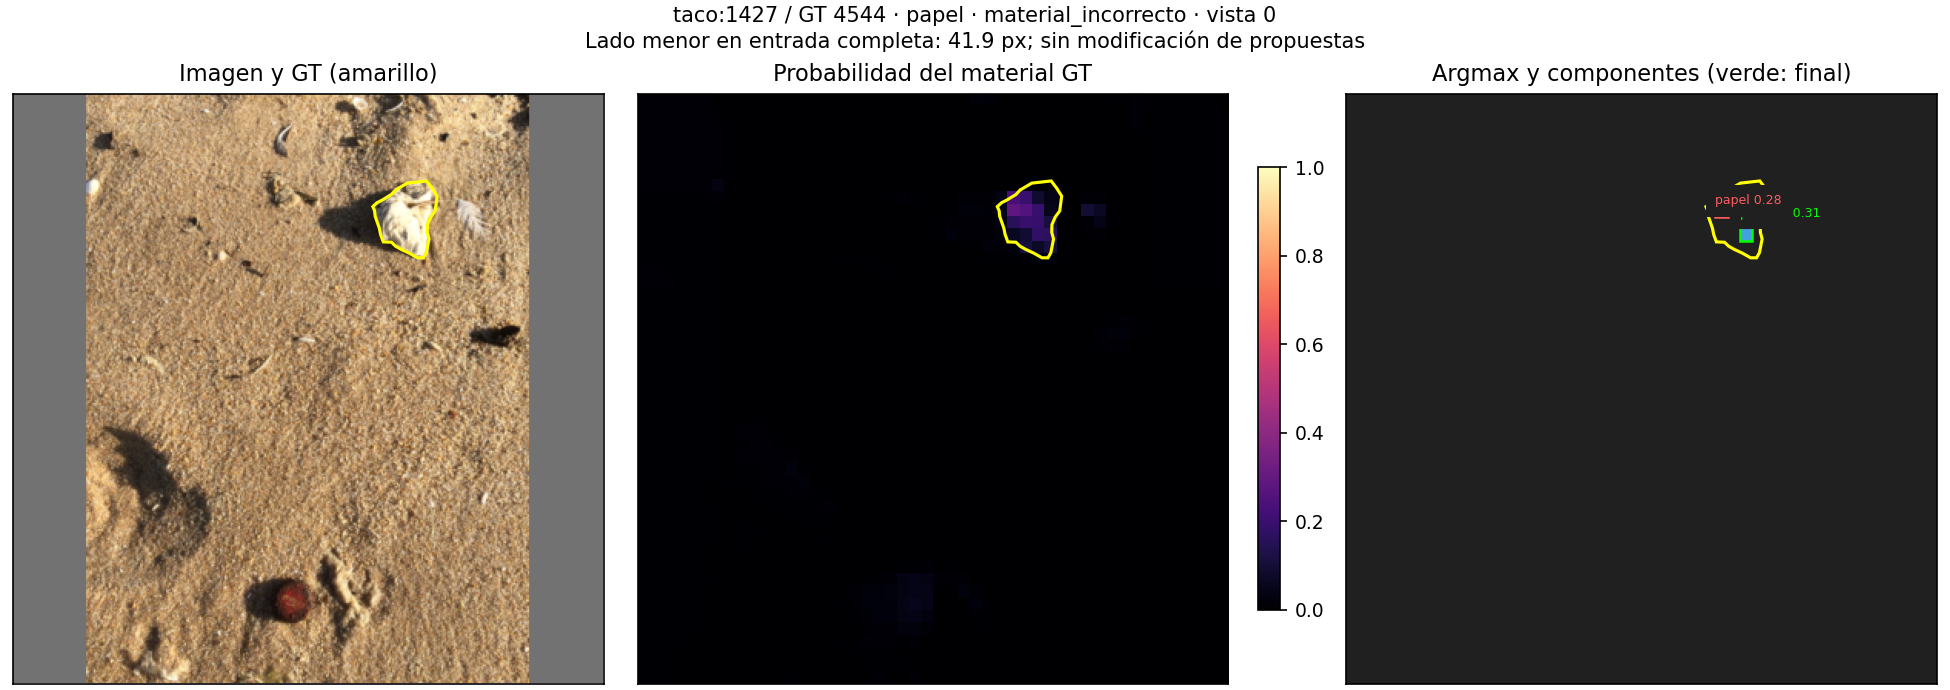 taco:1427 / GT 4544 · papel · material_incorrecto · vista 0
Lado menor en entrada completa: 41.9 px; sin modificación de propuestas
Imagen y GT (amarillo)
Probabilidad del material GT
Argmax y componentes (verde: final)
1.0
0.8
0.6
0.4
0.2
0.0
papel 0.28
0.31